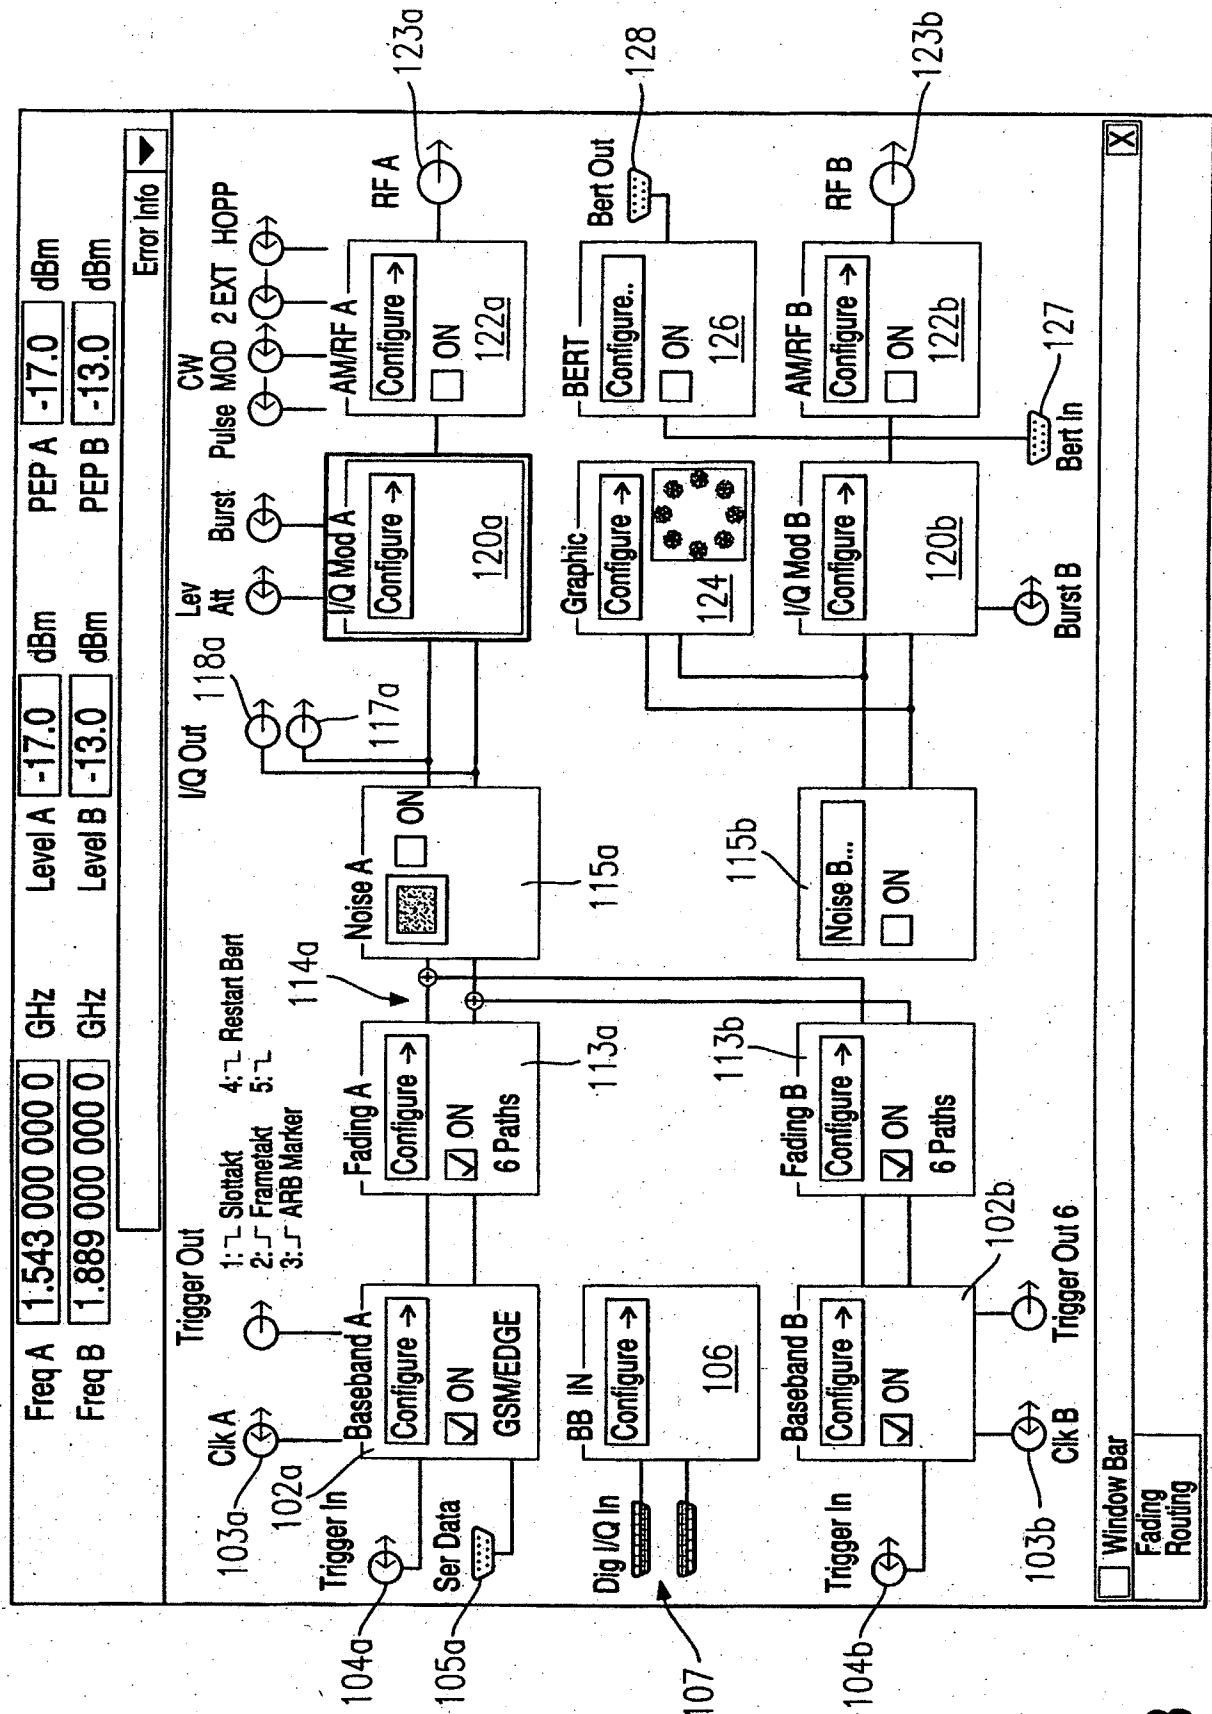 Freq A 1.543 000 000 0 GHz Level A -17.0 dBm PEP A -17.0 dBm
Freq B 1.889 000 000 0 GHz Level B -13.0 dBm PEP B -13.0 dBm
Error Info
Trigger Out
1: Slottakt
2: Frametakt
3: ARB Marker
4: Restart Bert
5:
Clk A
103a
102a
Trigger In
104a
Ser Data
105a
Baseband A
Configure →
ON
GSM/EDGE
Fading A
Configure →
ON
6 Paths
113a
114a
Noise A
ON
115a
I/Q Out
118a
117a
Lev
Att
Burst
Pulse
CW
MOD
2 EXT
HOPP
I/Q Mod A
Configure →
120a
AM/RF A
Configure →
ON
122a
RF A
123a
Dig I/Q In
107
BB IN
Configure →
106
Graphic
Configure →
124
BERT
Configure..
ON
126
Bert Out
128
Trigger In
104b
Baseband B
Configure →
ON
102b
Clk B
103b
Trigger Out 6
Fading B
Configure →
ON
6 Paths
113b
Noise B...
ON
115b
I/Q Mod B
Configure →
120b
Burst B
AM/RF B
Configure →
ON
122b
Bert In
127
RF B
123b
Window Bar
X
Fading
Routing